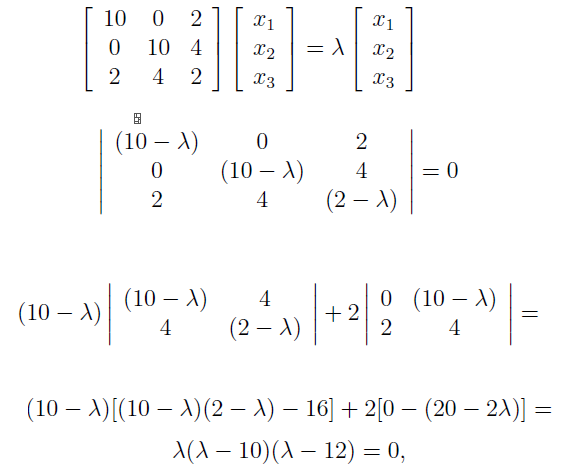 [ 10 0 2 ] [ x₁ ] = λ [ x₁ ]
[ 0 10 4 ] [ x₂ ] [ x₂ ]
[ 2 4 2 ] [ x₃ ] [ x₃ ]
| (10 − λ) 0 2 |
| 0 (10 − λ) 4 | = 0
| 2 4 (2 − λ) |
(10 − λ) | (10 − λ) 4 | + 2 | 0 (10 − λ) | =
| 4 (2 − λ) | | 2 4 |
(10 − λ)[(10 − λ)(2 − λ) − 16] + 2[0 − (20 − 2λ)] =
λ(λ − 10)(λ − 12) = 0,